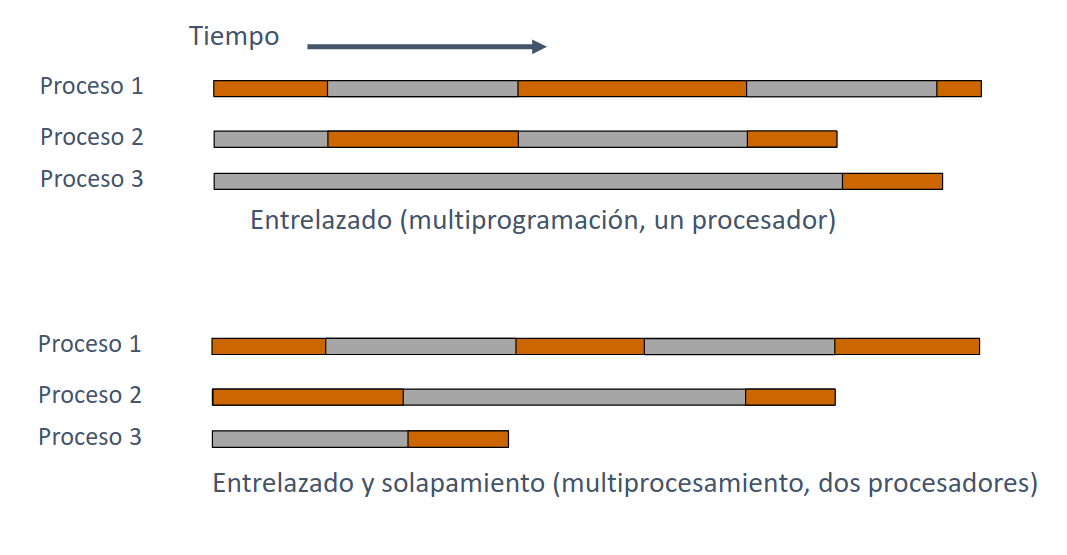 Tiempo
Proceso 1
Proceso 2
Proceso 3
Entrelazado (multiprogramación, un procesador)
Proceso 1
Proceso 2
Proceso 3
Entrelazado y solapamiento (multiprocesamiento, dos procesadores)